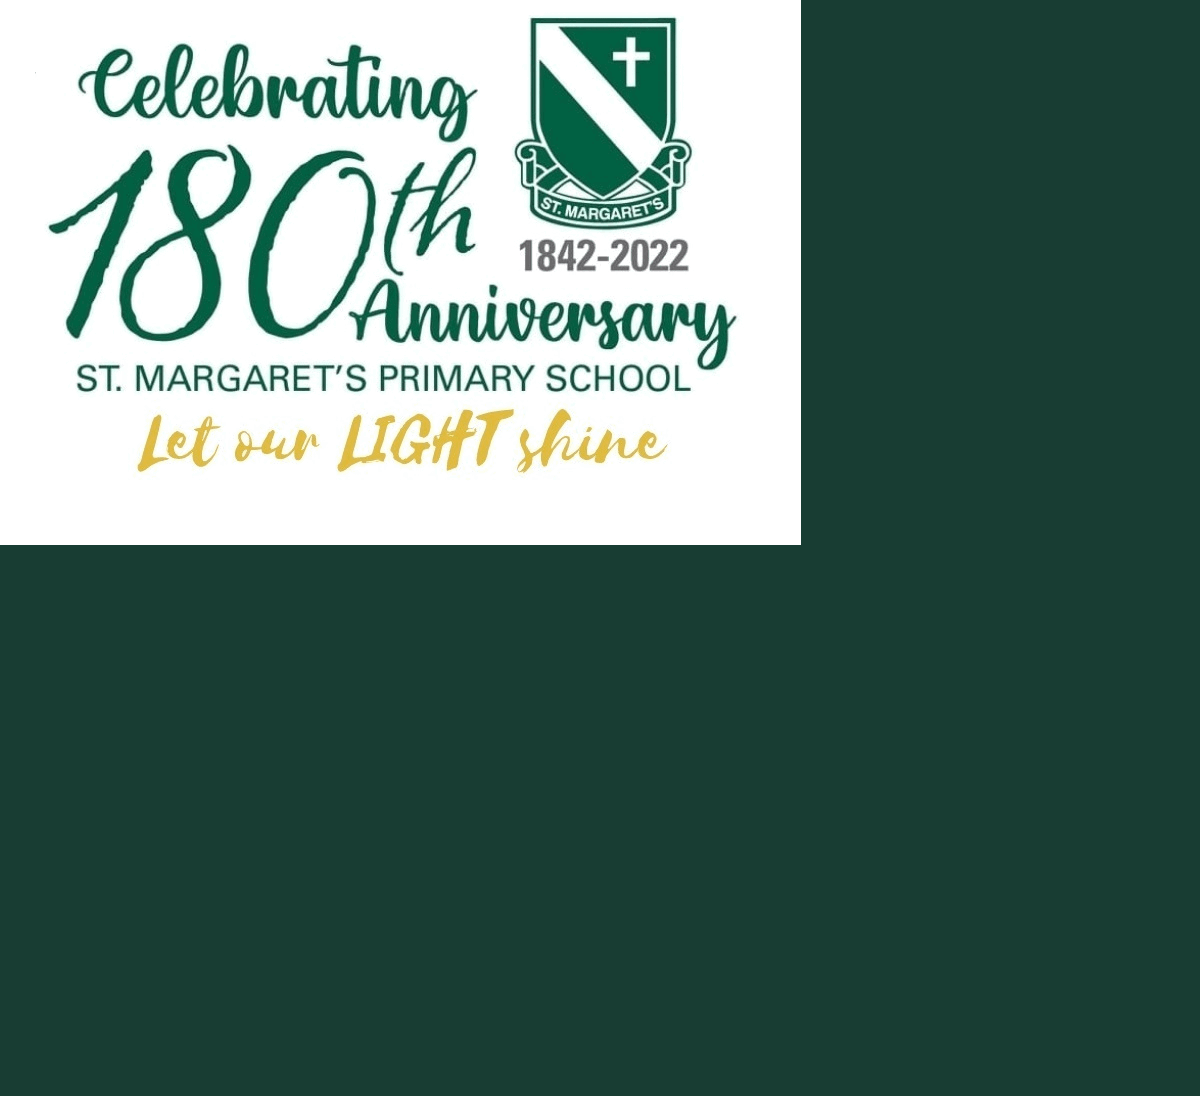 Celebrating
180th
ST. MARGARET'S
1842-2022
Anniversary
ST. MARGARET’S PRIMARY SCHOOL
Let our LIGHT shine